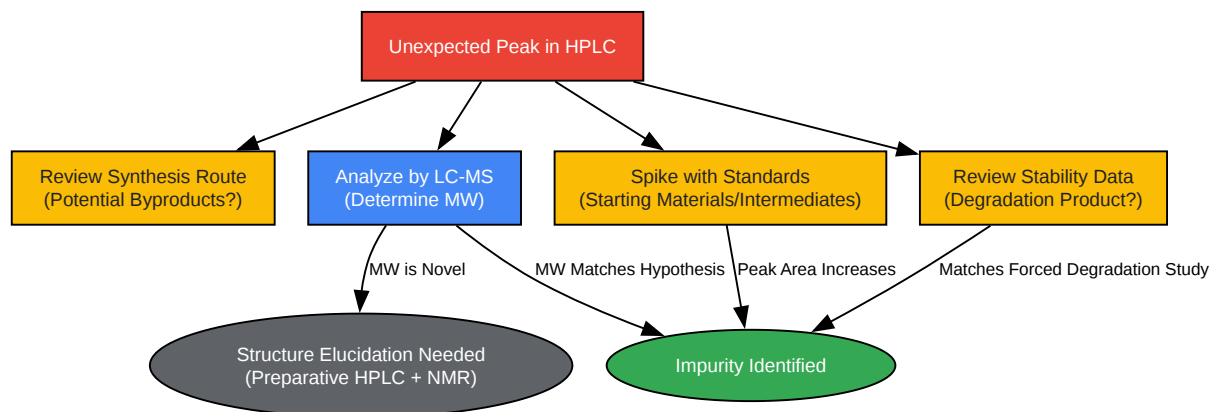 Unexpected Peak in HPLC
Review Synthesis Route
(Potential Byproducts?)
Analyze by LC-MS
(Determine MW)
Spike with Standards
(Starting Materials/Intermediates)
Review Stability Data
(Degradation Product?)
MW is Novel
MW Matches Hypothesis
Peak Area Increases
Matches Forced Degradation Study
Structure Elucidation Needed
(Preparative HPLC + NMR)
Impurity Identified